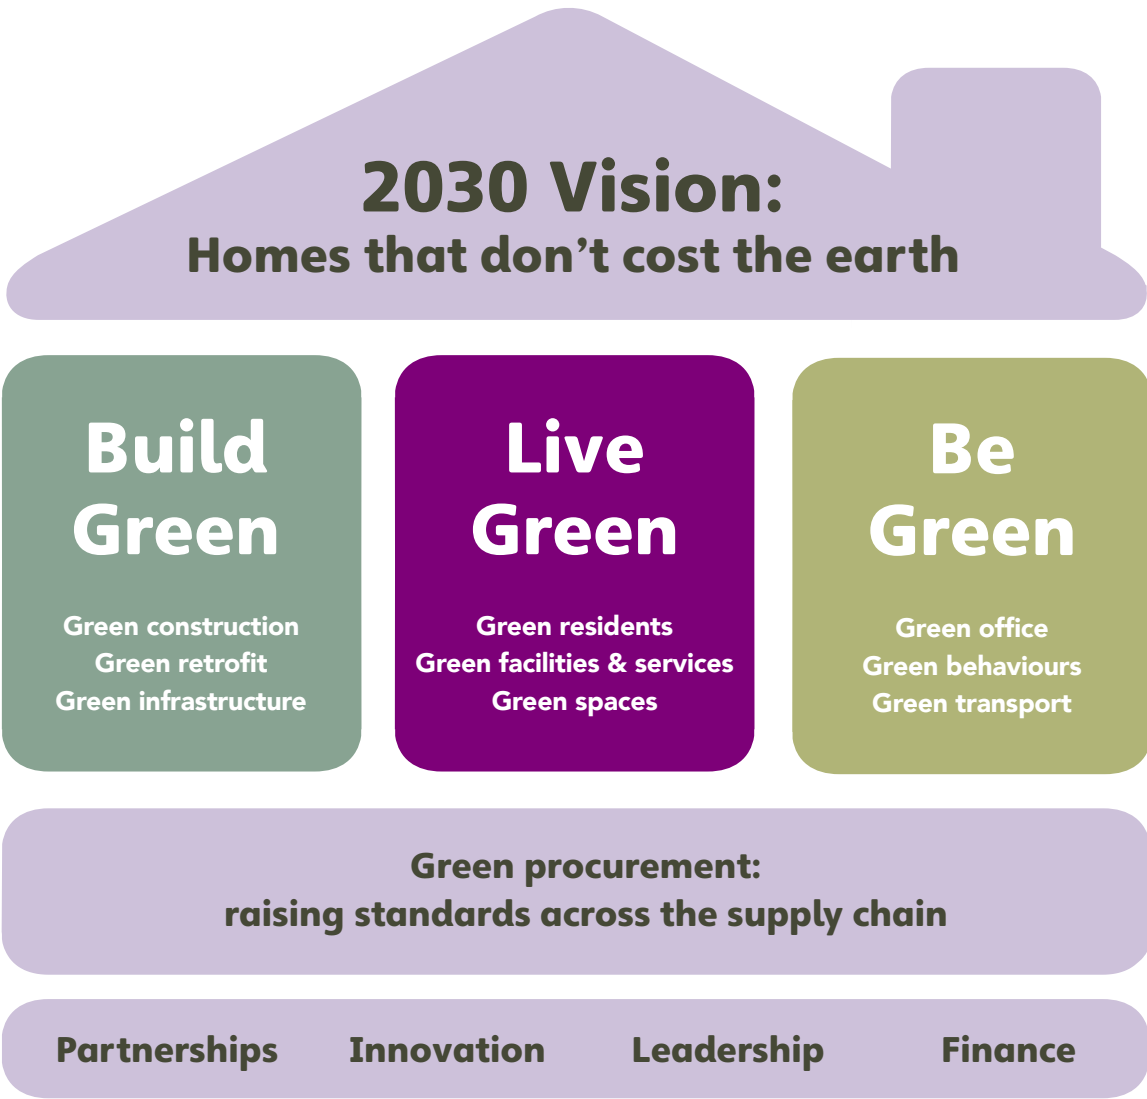 2030 Vision:
Homes that don’t cost the earth
Build
Green
Green construction
Green retrofit
Green infrastructure
Live
Green
Green residents
Green facilities & services
Green spaces
Be
Green
Green office
Green behaviours
Green transport
Green procurement:
raising standards across the supply chain
Partnerships Innovation Leadership Finance